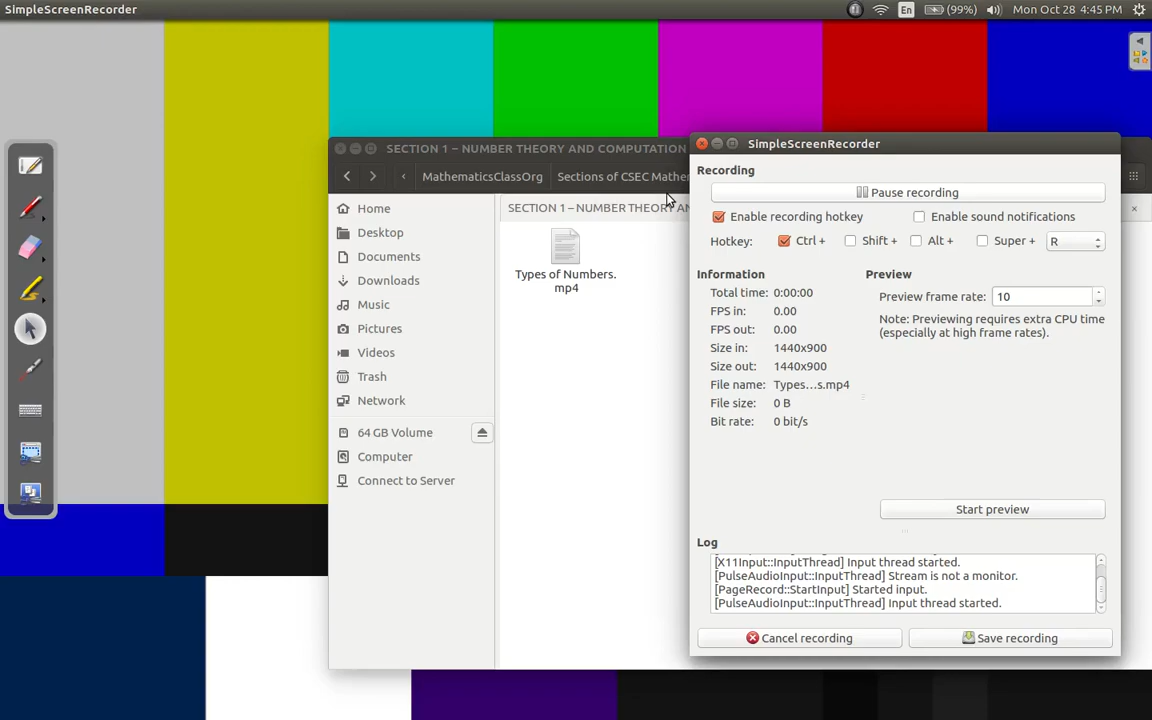 SimpleScreenRecorder
En
(99%)
Mon Oct 28 4:45 PM
SECTION 1 – NUMBER THEORY AND COMPUTATION
MathematicsClassOrg
Sections of CSEC Mathe
SECTION 1 – NUMBER THEORY AN
Home
Desktop
Documents
Downloads
Music
Pictures
Videos
Trash
Network
64 GB Volume
Computer
Connect to Server
Types of Numbers.
mp4
SimpleScreenRecorder
Recording
Pause recording
Enable recording hotkey
Enable sound notifications
Hotkey:
Ctrl +
Shift +
Alt +
Super +
R
Information
Total time: 0:00:00
FPS in: 0.00
FPS out: 0.00
Size in: 1440x900
Size out: 1440x900
File name: Types...s.mp4
File size: 0 B
Bit rate: 0 bit/s
Preview
Preview frame rate: 10
Note: Previewing requires extra CPU time
(especially at high frame rates).
Start preview
Log
[X11Input::InputThread] Input thread started.
[PulseAudioInput::InputThread] Stream is not a monitor.
[PageRecord::StartInput] Started input.
[PulseAudioInput::InputThread] Input thread started.
Cancel recording
Save recording